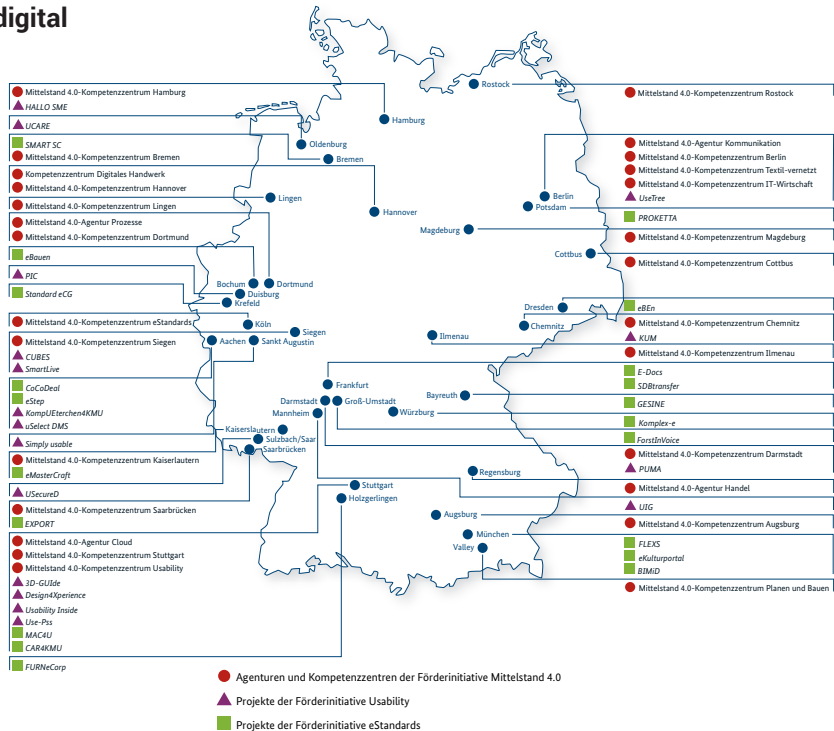 digital
Mittelstand 4.0-Kompetenzzentrum Hamburg
HALLO SME
UCARE
SMART SC
Mittelstand 4.0-Kompetenzzentrum Bremen
Kompetenzzentrum Digitales Handwerk
Mittelstand 4.0-Kompetenzzentrum Hannover
Mittelstand 4.0-Kompetenzzentrum Lingen
Mittelstand 4.0-Agentur Prozesse
Mittelstand 4.0-Kompetenzzentrum Dortmund
eBauen
PIC
Standard eCG
Mittelstand 4.0-Kompetenzzentrum eStandards
Mittelstand 4.0-Kompetenzzentrum Siegen
CUBES
SmartLive
CoCoDeal
eStep
KompUEterchen4KMU
uSelect DMS
Simply usable
Mittelstand 4.0-Kompetenzzentrum Kaiserlautern
eMasterCraft
USecureD
Mittelstand 4.0-Kompetenzzentrum Saarbrücken
EXPORT
Mittelstand 4.0-Agentur Cloud
Mittelstand 4.0-Kompetenzzentrum Stuttgart
Mittelstand 4.0-Kompetenzzentrum Usability
3D-GUIde
Design4Xperience
Usability Inside
Use-Pss
MAC4U
CAR4KMU
FURNeCorp
Rostock
Hamburg
Oldenburg
Bremen
Lingen
Hannover
Berlin
Potsdam
Magdeburg
Cottbus
Bochum
Dortmund
Duisburg
Krefeld
Dresden
Chemnitz
Köln
Siegen
Aachen
Sankt Augustin
Ilmenau
Frankfurt
Bayreuth
Darmstadt
Groß-Umstadt
Mannheim
Würzburg
Kaiserslautern
Sulzbach/Saar
Saarbrücken
Regensburg
Stuttgart
Holzgerlingen
Augsburg
München
Valley
Mittelstand 4.0-Kompetenzzentrum Rostock
Mittelstand 4.0-Agentur Kommunikation
Mittelstand 4.0-Kompetenzzentrum Berlin
Mittelstand 4.0-Kompetenzzentrum Textil-vernetzt
Mittelstand 4.0-Kompetenzzentrum IT-Wirtschaft
UseTree
PROKETTA
Mittelstand 4.0-Kompetenzzentrum Magdeburg
Mittelstand 4.0-Kompetenzzentrum Cottbus
eBEn
Mittelstand 4.0-Kompetenzzentrum Chemnitz
KUM
Mittelstand 4.0-Kompetenzzentrum Ilmenau
E-Docs
SDBtransfer
GESINE
Komplex-e
ForstInVoice
Mittelstand 4.0-Kompetenzzentrum Darmstadt
PUMA
Mittelstand 4.0-Agentur Handel
UIG
Mittelstand 4.0-Kompetenzzentrum Augsburg
FLEXS
eKulturportal
BIMiD
Mittelstand 4.0-Kompetenzzentrum Planen und Bauen
Agenturen und Kompetenzzentren der Förderinitiative Mittelstand 4.0
Projekte der Förderinitiative Usability
Projekte der Förderinitiative eStandards